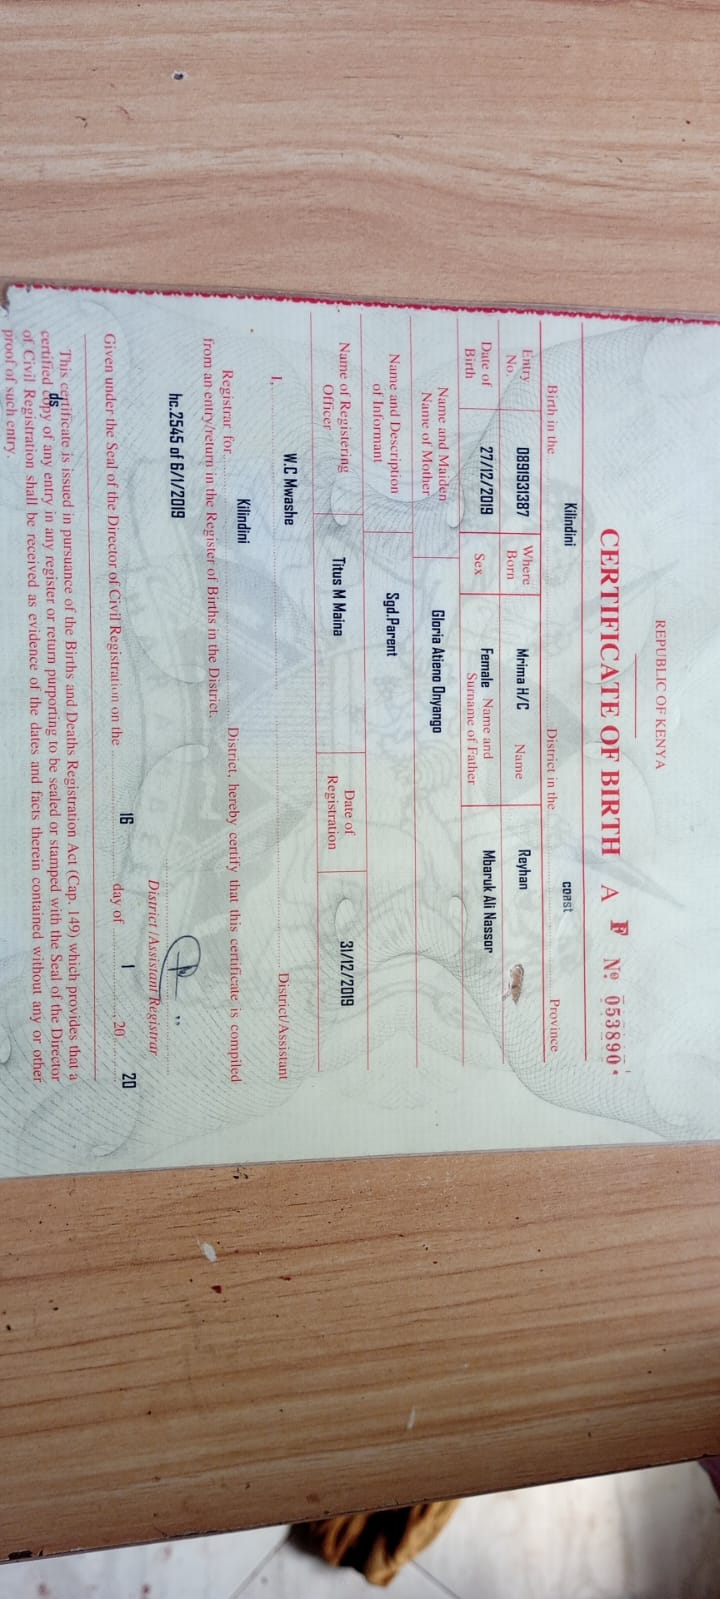 REPUBLIC OF KENYA
CERTIFICATE OF BIRTH A F Nº 053890
Birth in the Kilindini District in the coast Province
Entry No. 0891931387 Where Born Mrima H/C Name Reyhan
Date of Birth 27/12/2019 Sex Female Name and Surname of Father Mbaruk Ali Nassor
Name and Maiden Name of Mother Gloria Atieno Onyango
Name and Description of Informant Sgd.Parent
Name of Registering Officer Titus M Maina Date of Registration 31/12/2019
I, W.C Mwashe District/Assistant
Registrar for Kilindini District, hereby certify that this certificate is compiled
from an entry/return in the Register of Births in the District.
hc.2545 of 6/1/2019
District/Assistant Registrar
Given under the Seal of the Director of Civil Registration on the 16 day of 1, 20 20
This certificate is issued in pursuance of the Births and Deaths Registration Act (Cap. 149) which provides that a
ds
certified copy of any entry in any register or return purporting to be sealed or stamped with the Seal of the Director
of Civil Registration shall be received as evidence of the dates and facts therein contained without any or other
proof of such entry.